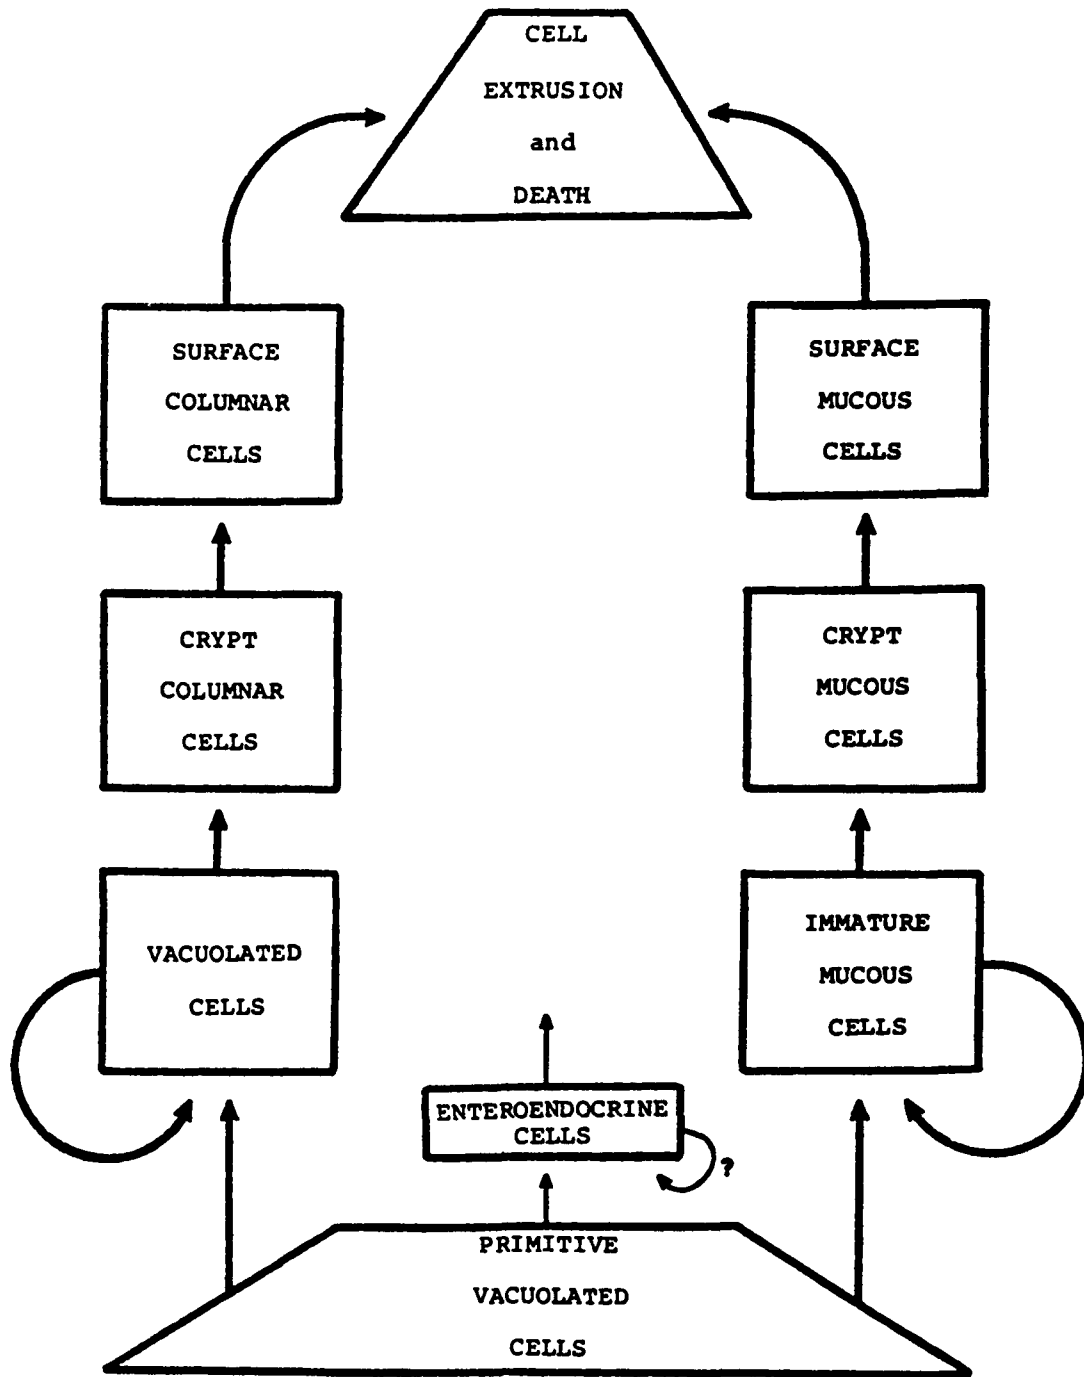 CELL
EXTRUSION
and
DEATH
SURFACE
COLUMNAR
CELLS
SURFACE
MUCOUS
CELLS
CRYPT
COLUMNAR
CELLS
CRYPT
MUCOUS
CELLS
VACUOLATED
CELLS
IMMATURE
MUCOUS
CELLS
ENTEROENDOCRINE
CELLS
?
PRIMITIVE
VACUOLATED
CELLS